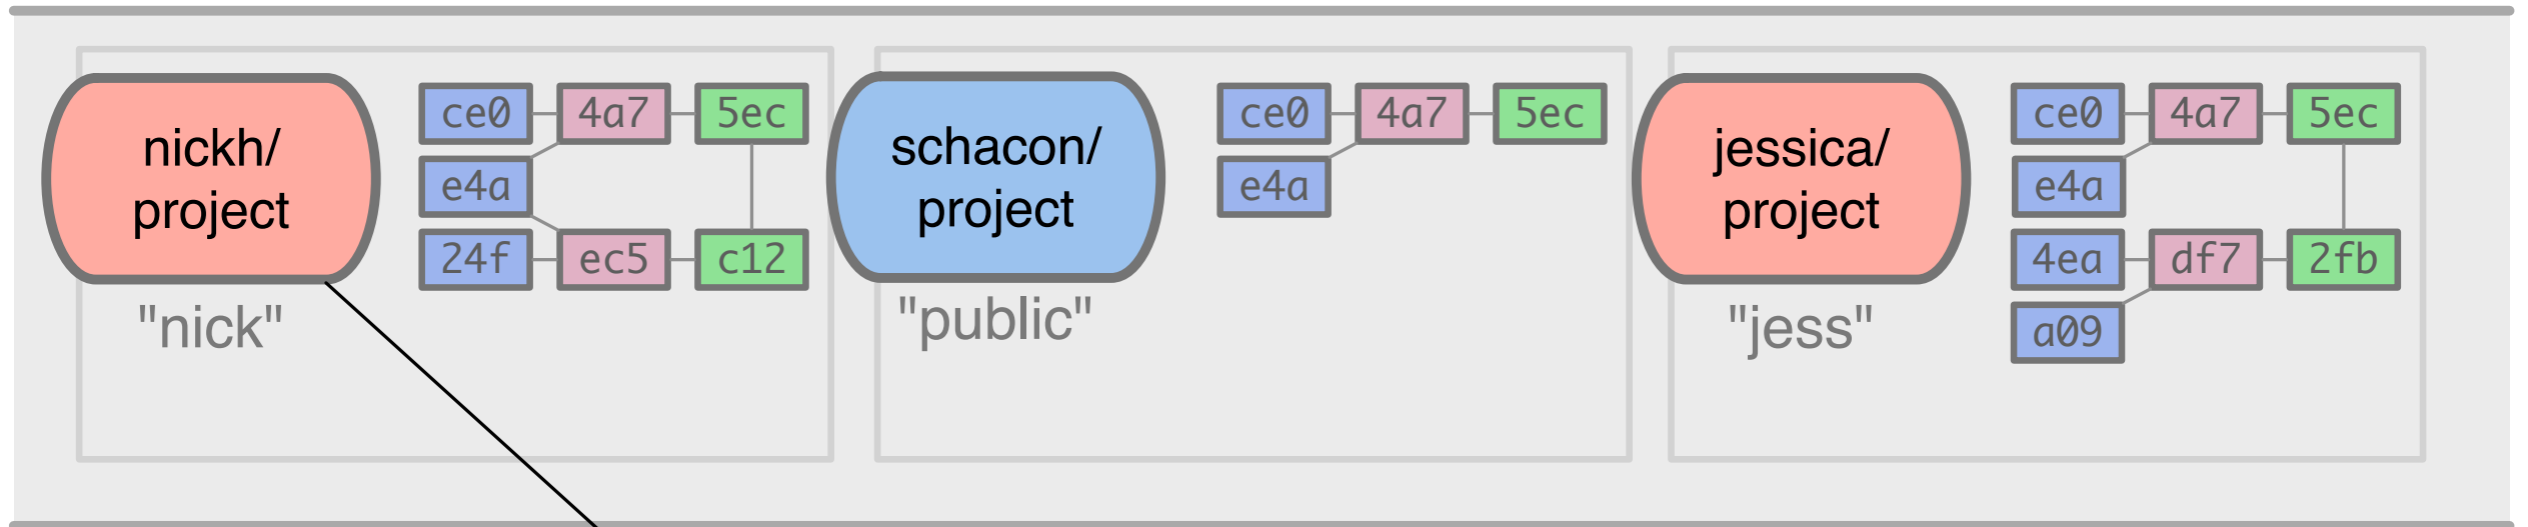 nickh/
project
"nick"
ce0 4a7 5ec
e4a
24f ec5 c12
schacon/
project
"public"
ce0 4a7 5ec
e4a
jessica/
project
"jess"
ce0 4a7 5ec
e4a
4ea df7 2fb
a09